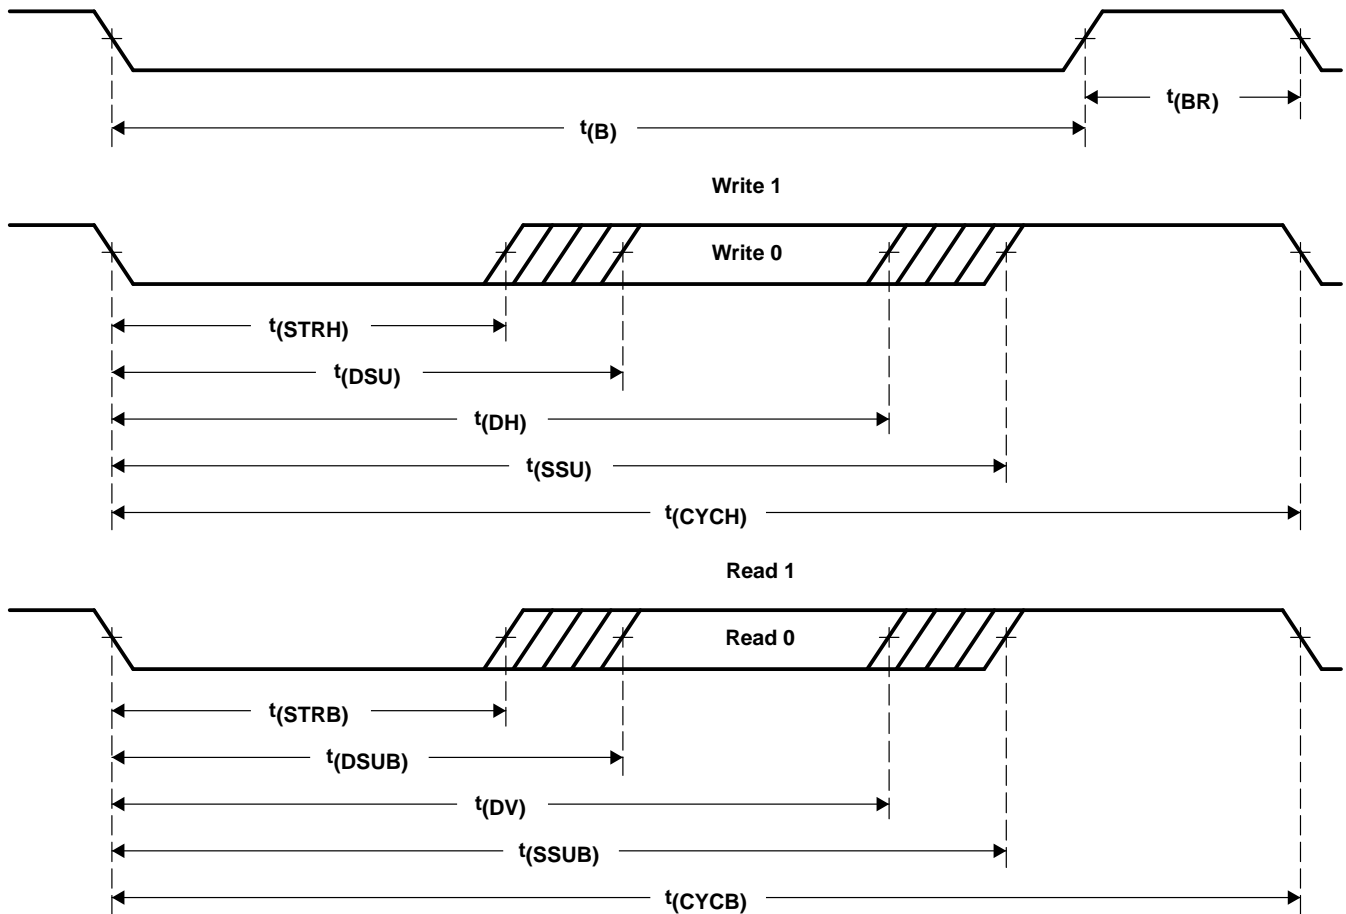 t(BR)
t(B)
Write 1
Write 0
t(STRH)
t(DSU)
t(DH)
t(SSU)
t(CYCH)
Read 1
Read 0
t(STRB)
t(DSUB)
t(DV)
t(SSUB)
t(CYCB)